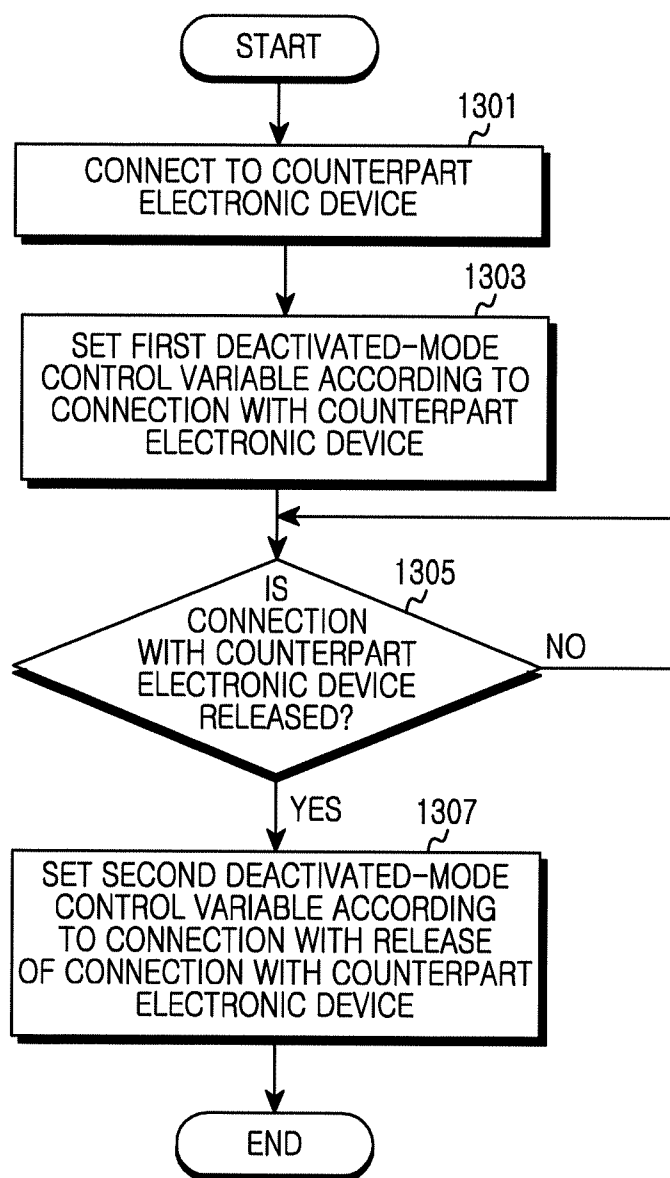 START
1301
CONNECT TO COUNTERPART
ELECTRONIC DEVICE
1303
SET FIRST DEACTIVATED-MODE
CONTROL VARIABLE ACCORDING TO
CONNECTION WITH COUNTERPART
ELECTRONIC DEVICE
1305
IS
CONNECTION
WITH COUNTERPART
ELECTRONIC DEVICE
RELEASED?
NO
YES
1307
SET SECOND DEACTIVATED-MODE
CONTROL VARIABLE ACCORDING
TO CONNECTION WITH RELEASE
OF CONNECTION WITH COUNTERPART
ELECTRONIC DEVICE
END